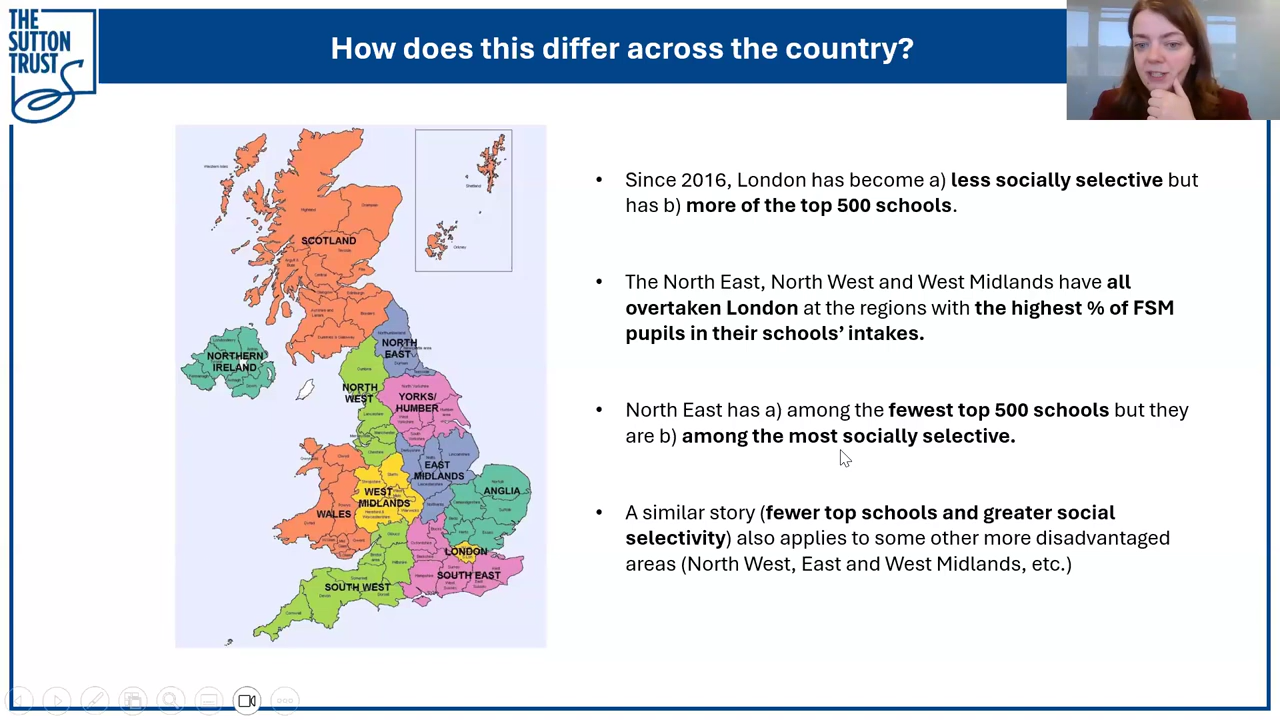 THE
SUTTON
TRUST
How does this differ across the country?
• Since 2016, London has become a) less socially selective but
has b) more of the top 500 schools.
• The North East, North West and West Midlands have all
overtaken London at the regions with the highest % of FSM
pupils in their schools’ intakes.
• North East has a) among the fewest top 500 schools but they
are b) among the most socially selective.
• A similar story (fewer top schools and greater social
selectivity) also applies to some other more disadvantaged
areas (North West, East and West Midlands, etc.)
Shetland
Orkney
Highland
SCOTLAND
NORTHERN
IRELAND
NORTH
EAST
NORTH
WEST
YORKS/
HUMBER
EAST
MIDLANDS
WEST
MIDLANDS
ANGLIA
WALES
LONDON
SOUTH EAST
SOUTH WEST
Cornwall